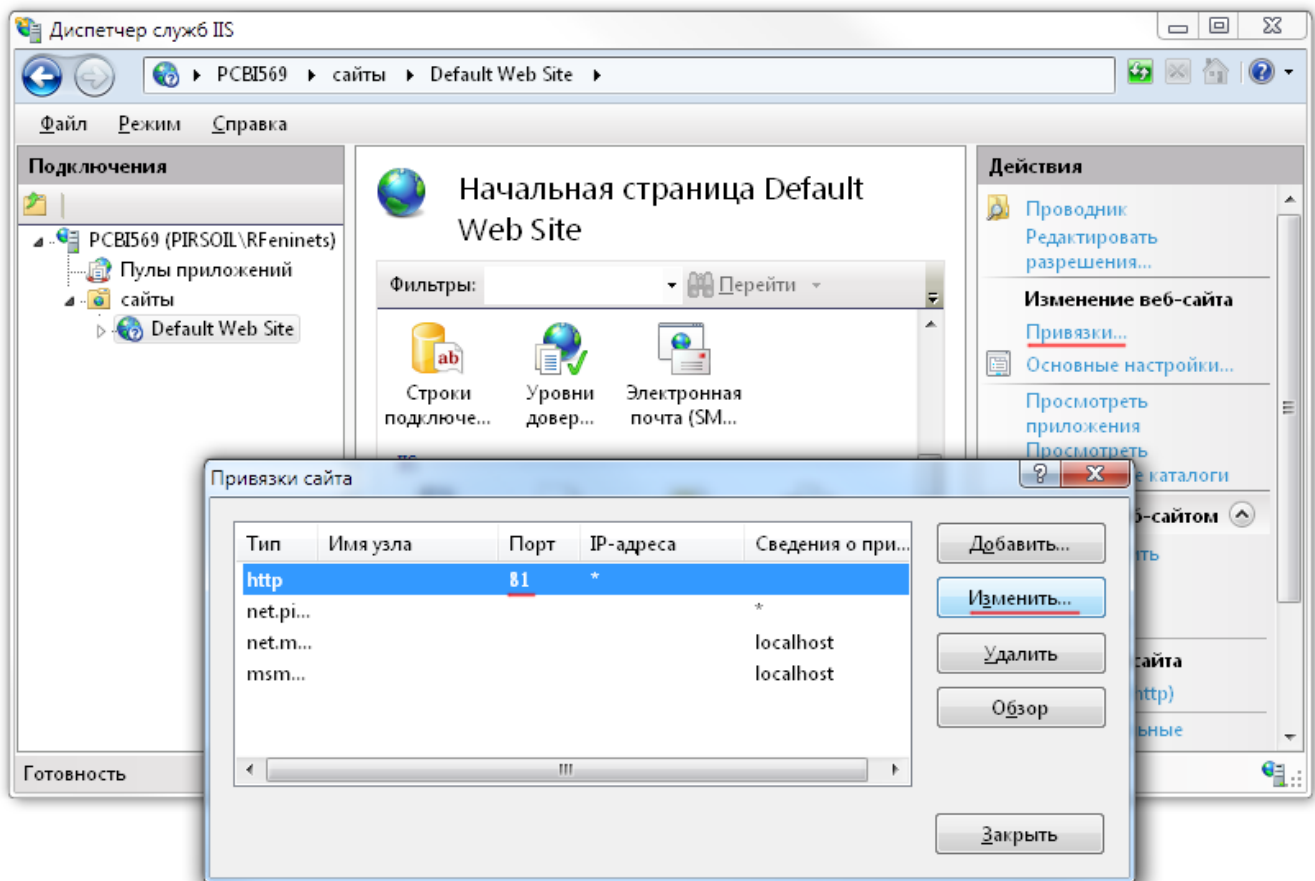 Диспетчер служб IIS
PCBI569 сайты Default Web Site
Файл Режим Справка
Подключения
PCBI569 (PIRSOIL\RFeninets)
Пулы приложений
сайты
Default Web Site
Начальная страница Default
Web Site
Фильтры: Перейти
ab
Строки
подключе...
Уровни
довер...
Электронная
почта (SM...
Действия
Проводник
Редактировать
разрешения...
Изменение веб-сайта
Привязки...
Основные настройки...
Просмотреть
приложения
Просмотреть
е каталоги
б-сайтом
ть
сайта
http)
ьные
Готовность
Привязки сайта
Тип Имя узла Порт IP-адреса Сведения о при...
http 81 *
net.pi... *
net.m... localhost
msm... localhost
Добавить...
Изменить...
Удалить
Обзор
Закрыть